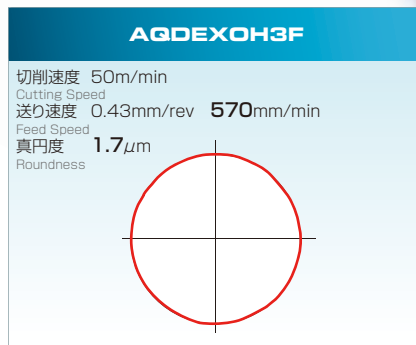 AQDEXOH3F
切削速度 50m/min
Cutting Speed
送り速度 0.43mm/rev 570mm/min
Feed Speed
真円度 1.7μm
Roundness